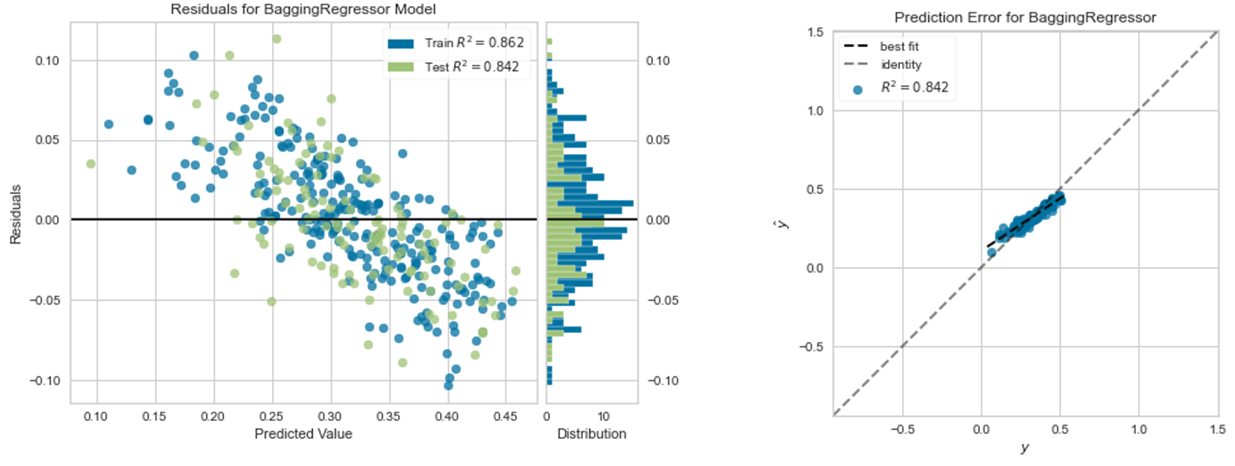 Residuals for BaggingRegressor Model
Train R² = 0.862
Test R² = 0.842
Residuals
0.10
0.05
0.00
−0.05
−0.10
0.10 0.15 0.20 0.25 0.30 0.35 0.40 0.45
Predicted Value
0.10
0.05
0.00
−0.05
−0.10
0 10
Distribution
Prediction Error for BaggingRegressor
best fit
identity
R² = 0.842
ŷ
1.5
1.0
0.5
0.0
−0.5
−0.5 0.0 0.5 1.0 1.5
y